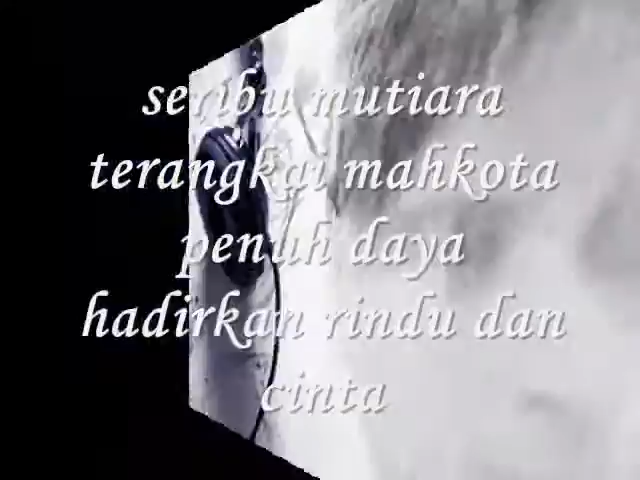 seribu mutiara
terangkai mahkota
penuh daya
hadirkan rindu dan
cinta